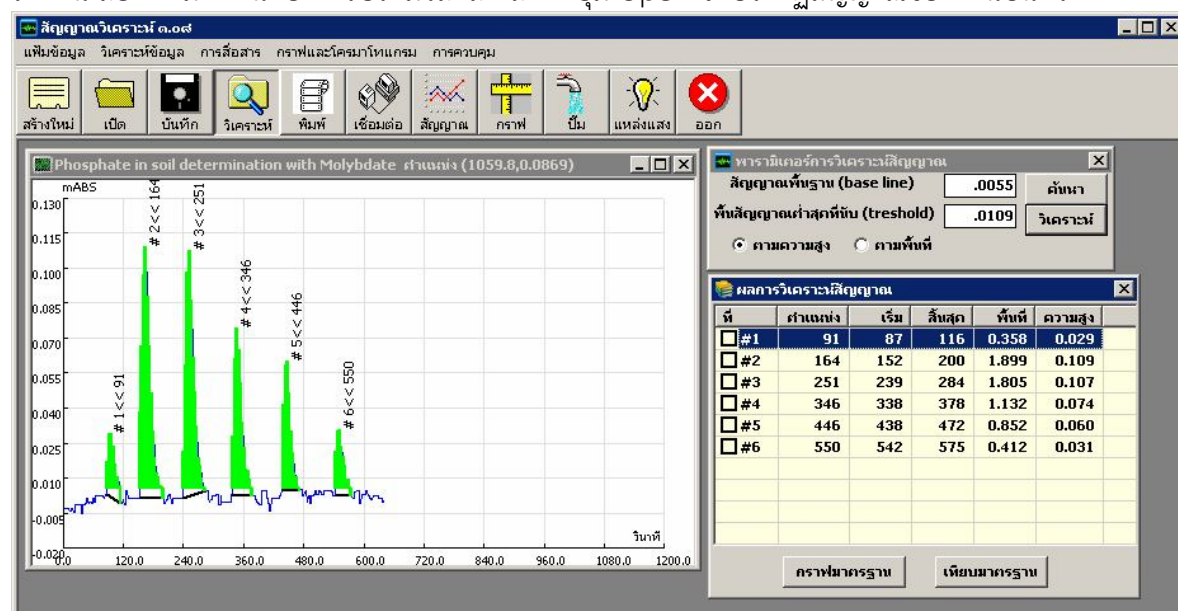 สัญญาณวิเคราะห์ ๓.๐๘
แฟ้มข้อมูล วิเคราะห์ข้อมูล การสื่อสาร กราฟและโครมาโทแกรม การควบคุม
สร้างใหม่ เปิด บันทึก วิเคราะห์ พิมพ์ เชื่อมต่อ สัญญาณ กราฟ ปั๊ม แหล่งแสง ออก
Phosphate in soil determination with Molybdate ตำแหน่ง (1059.8,0.0869)
mABS
0.130
0.115
0.100
0.085
0.070
0.055
0.040
0.025
0.010
-0.005
-0.020
# 1<< 91
# 2<< 164
# 3<< 251
# 4<< 346
# 5<< 446
# 6<< 550
วินาที
0.0 120.0 240.0 360.0 480.0 600.0 720.0 840.0 960.0 1080.0 1200.0
พารามิเตอร์การวิเคราะห์สัญญาณ
สัญญาณพื้นฐาน (base line) .0055 ค้นหา
พื้นสัญญาณต่ำสุดที่นับ (treshold) .0109 วิเคราะห์
ตามความสูง ตามพื้นที่
ผลการวิเคราะห์สัญญาณ
ที่ ตำแหน่ง เริ่ม สิ้นสุด พื้นที่ ความสูง
#1 91 87 116 0.358 0.029
#2 164 152 200 1.899 0.109
#3 251 239 284 1.805 0.107
#4 346 338 378 1.132 0.074
#5 446 438 472 0.852 0.060
#6 550 542 575 0.412 0.031
กราฟมาตรฐาน เทียบมาตรฐาน